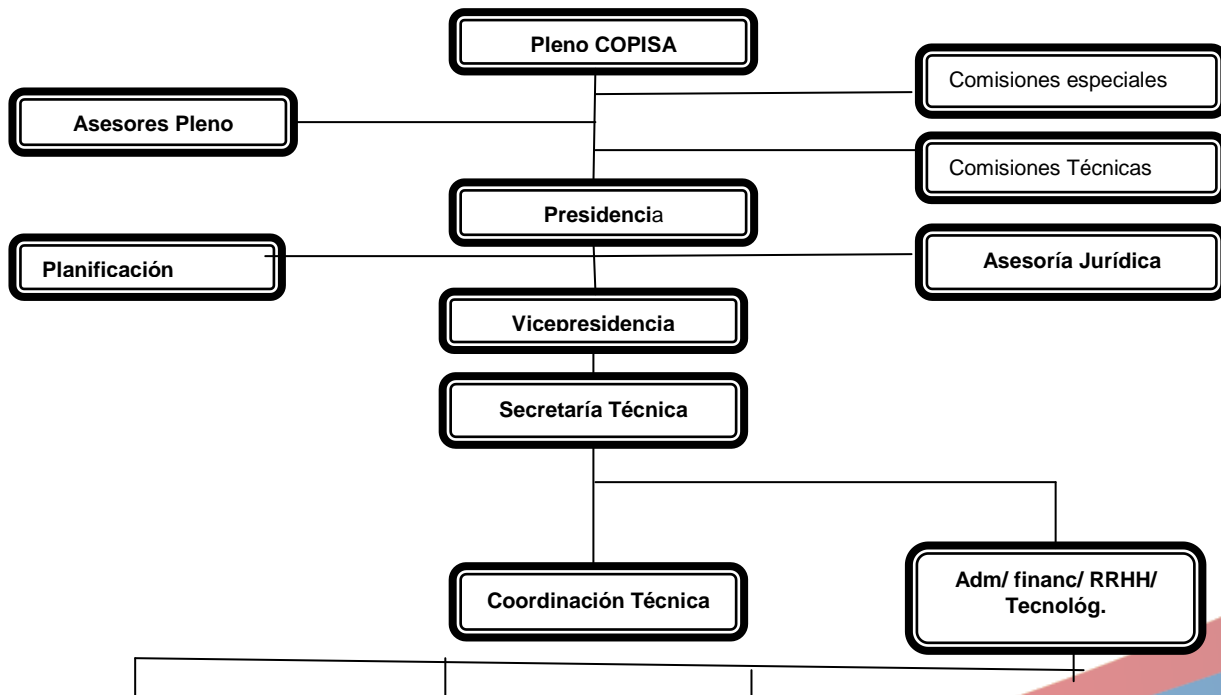 Pleno COPISA
Comisiones especiales
Asesores Pleno
Comisiones Técnicas
Presidencia
Planificación
Asesoría Jurídica
Vicepresidencia
Secretaría Técnica
Coordinación Técnica
Adm/ financ/ RRHH/
Tecnológ.